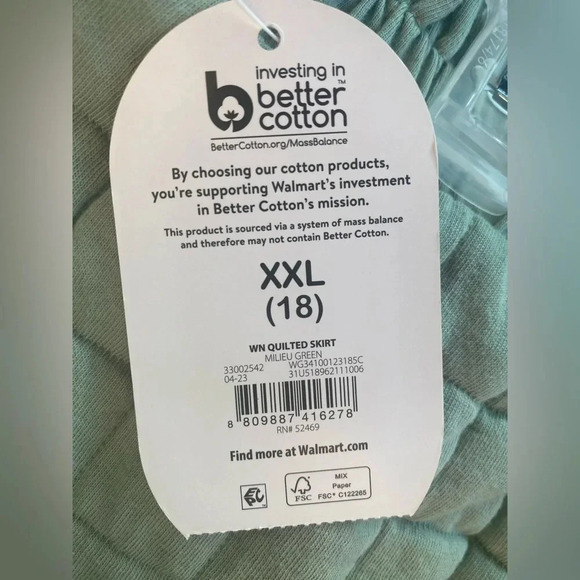 investing in
better™
cotton
BetterCotton.org/MassBalance
By choosing our cotton products,
you're supporting Walmart's investment
in Better Cotton's mission.
This product is sourced via a system of mass balance
and therefore may not contain Better Cotton.
XXL
(18)
WN QUILTED SKIRT
MILIEU GREEN
33002542 WG34100123185C
04-23 31U518962111006
8 809887 416278
RN# 52469
Find more at Walmart.com
FSC
MIX
Paper
FSC® C122265